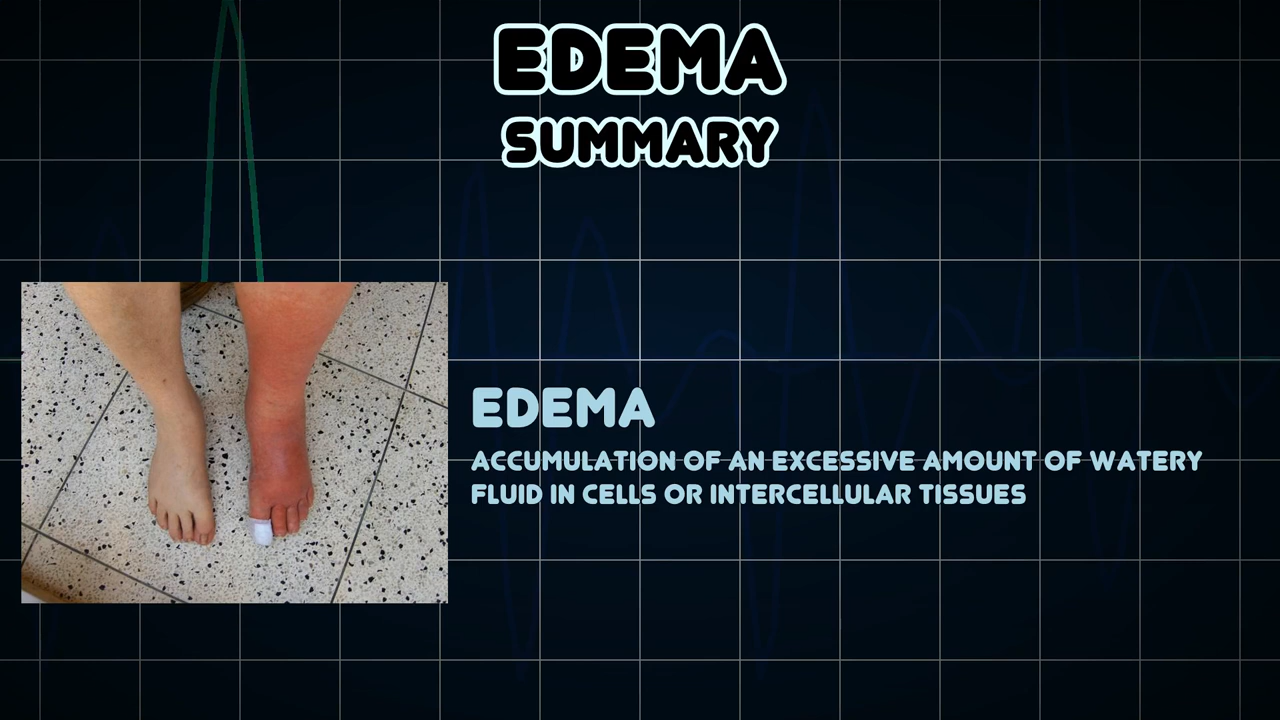 EDEMA
SUMMARY
EDEMA
ACCUMULATION OF AN EXCESSIVE AMOUNT OF WATERY
FLUID IN CELLS OR INTERCELLULAR TISSUES